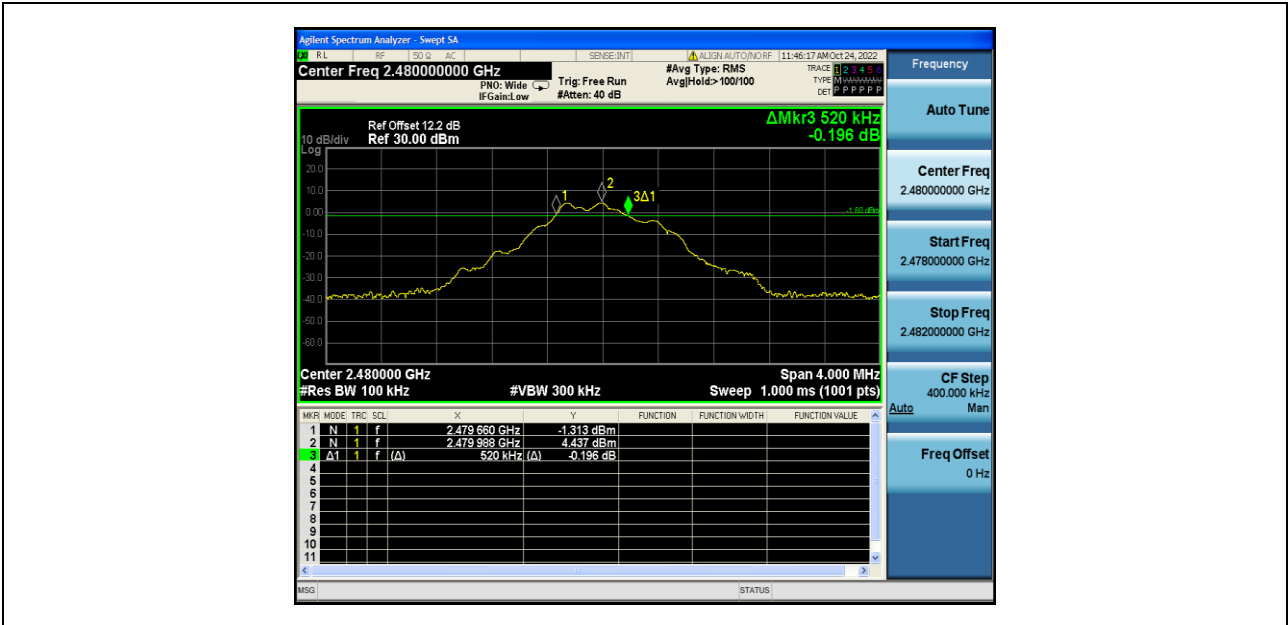 Agilent Spectrum Analyzer - Swept SA
RL RF 50 Ω AC SENSE:INT ALIGN AUTO/NO RF 11:46:17 AM Oct 24, 2022
Center Freq 2.480000000 GHz
PNO: Wide
IFGain:Low
Trig: Free Run
#Atten: 40 dB
#Avg Type: RMS
Avg|Hold:>100/100
TRACE 1 2 3 4 5 6
TYPE
DET P P P P P P
Ref Offset 12.2 dB
10 dB/div Ref 30.00 dBm
Log
ΔMkr3 520 kHz
-0.196 dB
20.0
10.0
0.00
-10.0
-20.0
-30.0
-40.0
-50.0
-60.0
1
2
3Δ1
-1.60 dBm
Center 2.480000 GHz Span 4.000 MHz
#Res BW 100 kHz #VBW 300 kHz Sweep 1.000 ms (1001 pts)
MKR MODE TRC SCL X Y FUNCTION FUNCTION WIDTH FUNCTION VALUE
1 N 1 f 2.479 660 GHz -1.313 dBm
2 N 1 f 2.479 988 GHz 4.437 dBm
3 Δ1 1 f (Δ) 520 kHz (Δ) -0.196 dB
4
5
6
7
8
9
10
11
MSG STATUS
Frequency
Auto Tune
Center Freq
2.480000000 GHz
Start Freq
2.478000000 GHz
Stop Freq
2.482000000 GHz
CF Step
400.000 kHz
Auto Man
Freq Offset
0 Hz